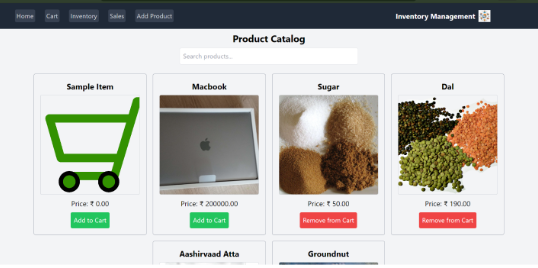 Home Cart Inventory Sales Add Product Inventory Management
Product Catalog
Search products...
Sample Item Macbook Sugar Dal
Price: ₹ 0.00 Price: ₹ 200000.00 Price: ₹ 50.00 Price: ₹ 190.00
Add to Cart Add to Cart Remove from Cart Remove from Cart
Aashirvaad Atta Groundnut